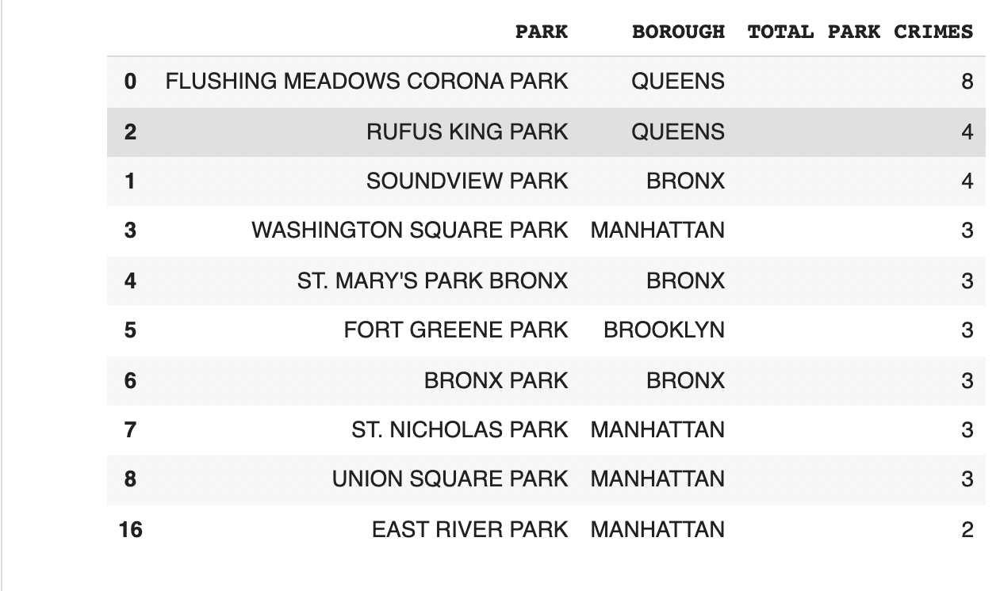 PARK BOROUGH TOTAL PARK CRIMES
0 FLUSHING MEADOWS CORONA PARK QUEENS 8
2 RUFUS KING PARK QUEENS 4
1 SOUNDVIEW PARK BRONX 4
3 WASHINGTON SQUARE PARK MANHATTAN 3
4 ST. MARY'S PARK BRONX BRONX 3
5 FORT GREENE PARK BROOKLYN 3
6 BRONX PARK BRONX 3
7 ST. NICHOLAS PARK MANHATTAN 3
8 UNION SQUARE PARK MANHATTAN 3
16 EAST RIVER PARK MANHATTAN 2